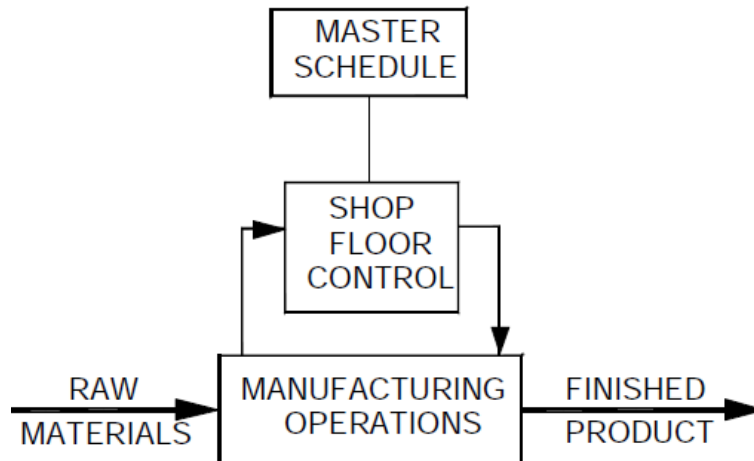 MASTER
SCHEDULE
SHOP
FLOOR
CONTROL
RAW
MATERIALS
MANUFACTURING
OPERATIONS
FINISHED
PRODUCT